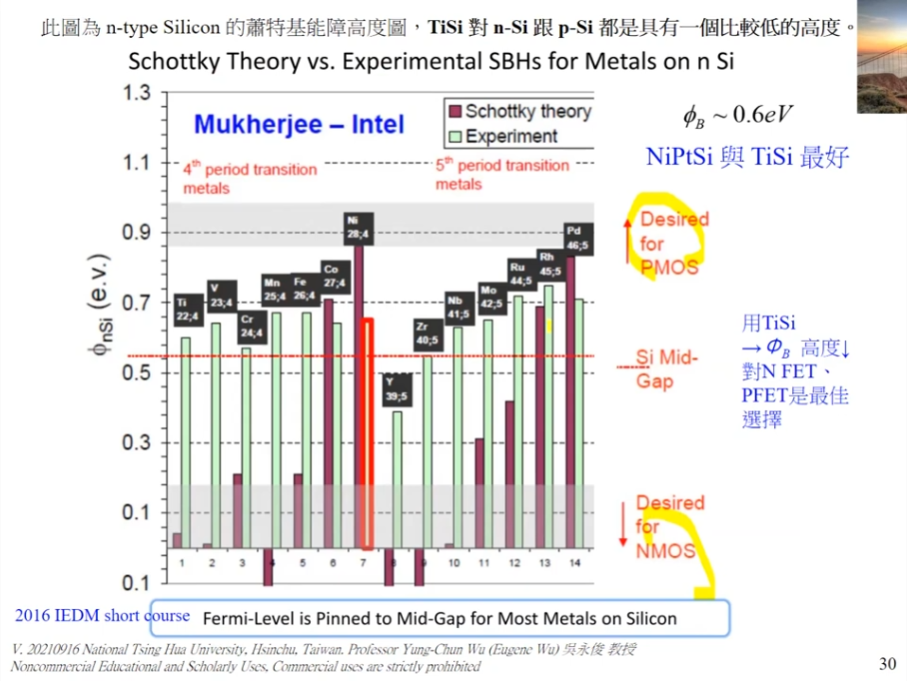 此圖為 n-type Silicon 的蕭特基能障高度圖，TiSi 對 n-Si 跟 p-Si 都是具有一個比較低的高度。
Schottky Theory vs. Experimental SBHs for Metals on n Si
1.3
1.1
0.9
0.7
0.5
0.3
0.1
0.1
ϕnSi (e.v.)
Mukherjee – Intel
Schottky theory
Experiment
4th period transition
metals
5th period transition
metals
Ti
22;4
V
23;4
Cr
24;4
Mn
25;4
Fe
26;4
Co
27;4
Ni
28;4
Y
39;5
Zr
40;5
Nb
41;5
Mo
42;5
Ru
44;5
Rh
45;5
Pd
46;5
1 2 3 4 5 6 7 8 9 10 11 12 13 14
ϕB ~ 0.6eV
NiPtSi 與 TiSi 最好
Desired
for
PMOS
Si Mid-
Gap
Desired
for
NMOS
用TiSi
→ ΦB 高度↓
對N FET、
PFET是最佳
選擇
2016 IEDM short course
Fermi-Level is Pinned to Mid-Gap for Most Metals on Silicon
V. 20210916 National Tsing Hua University, Hsinchu, Taiwan. Professor Yung-Chun Wu (Eugene Wu) 吳永俊 教授
Noncommercial Educational and Scholarly Uses, Commercial uses are strictly prohibited
30